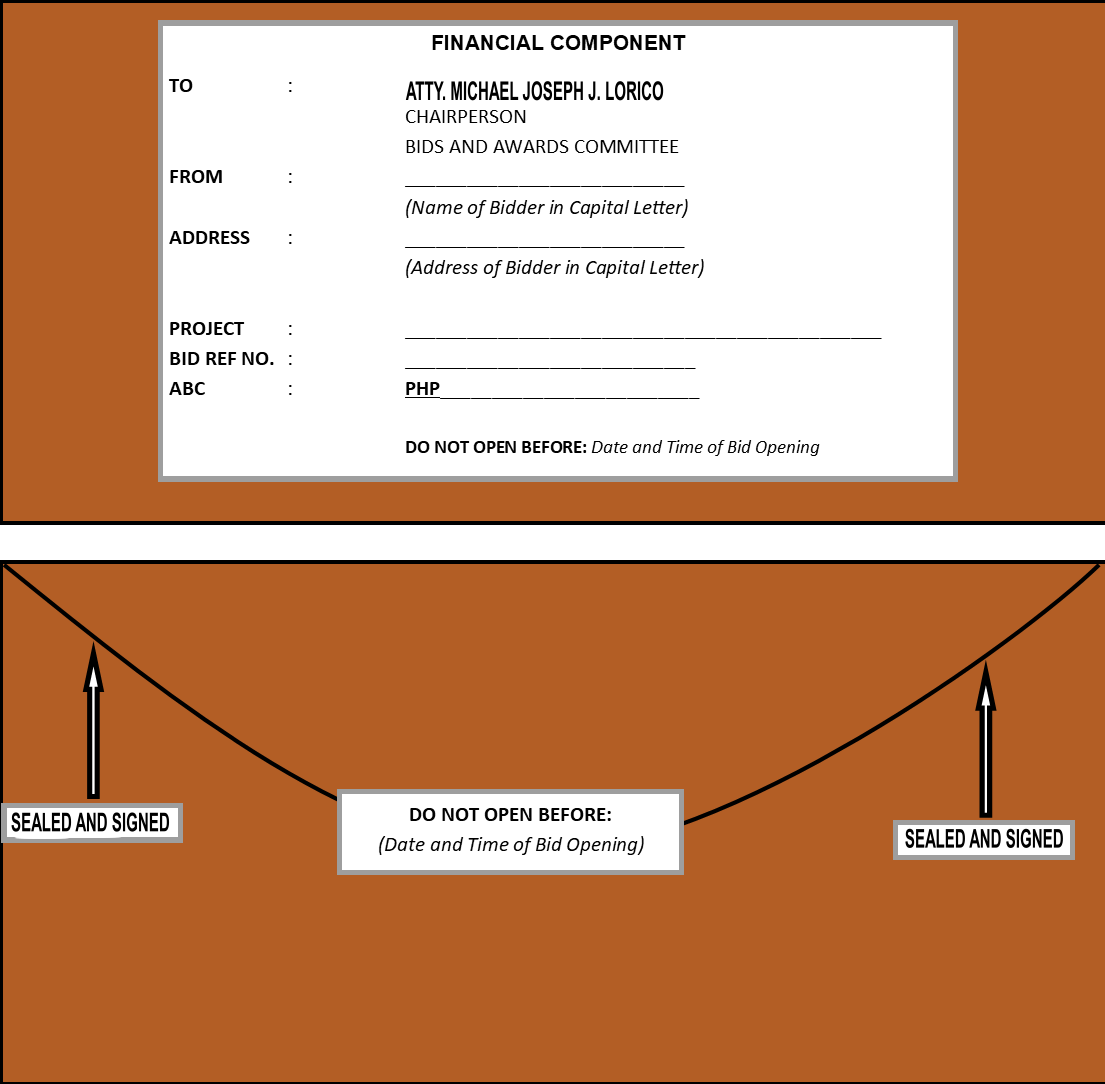 FINANCIAL COMPONENT
TO : ATTY. MICHAEL JOSEPH J. LORICO
CHAIRPERSON
BIDS AND AWARDS COMMITTEE
FROM : ___________________________
(Name of Bidder in Capital Letter)
ADDRESS : ___________________________
(Address of Bidder in Capital Letter)
PROJECT : ______________________________________________
BID REF NO. : ____________________________
ABC : PHP_________________________
DO NOT OPEN BEFORE: Date and Time of Bid Opening
SEALED AND SIGNED
DO NOT OPEN BEFORE:
(Date and Time of Bid Opening)
SEALED AND SIGNED